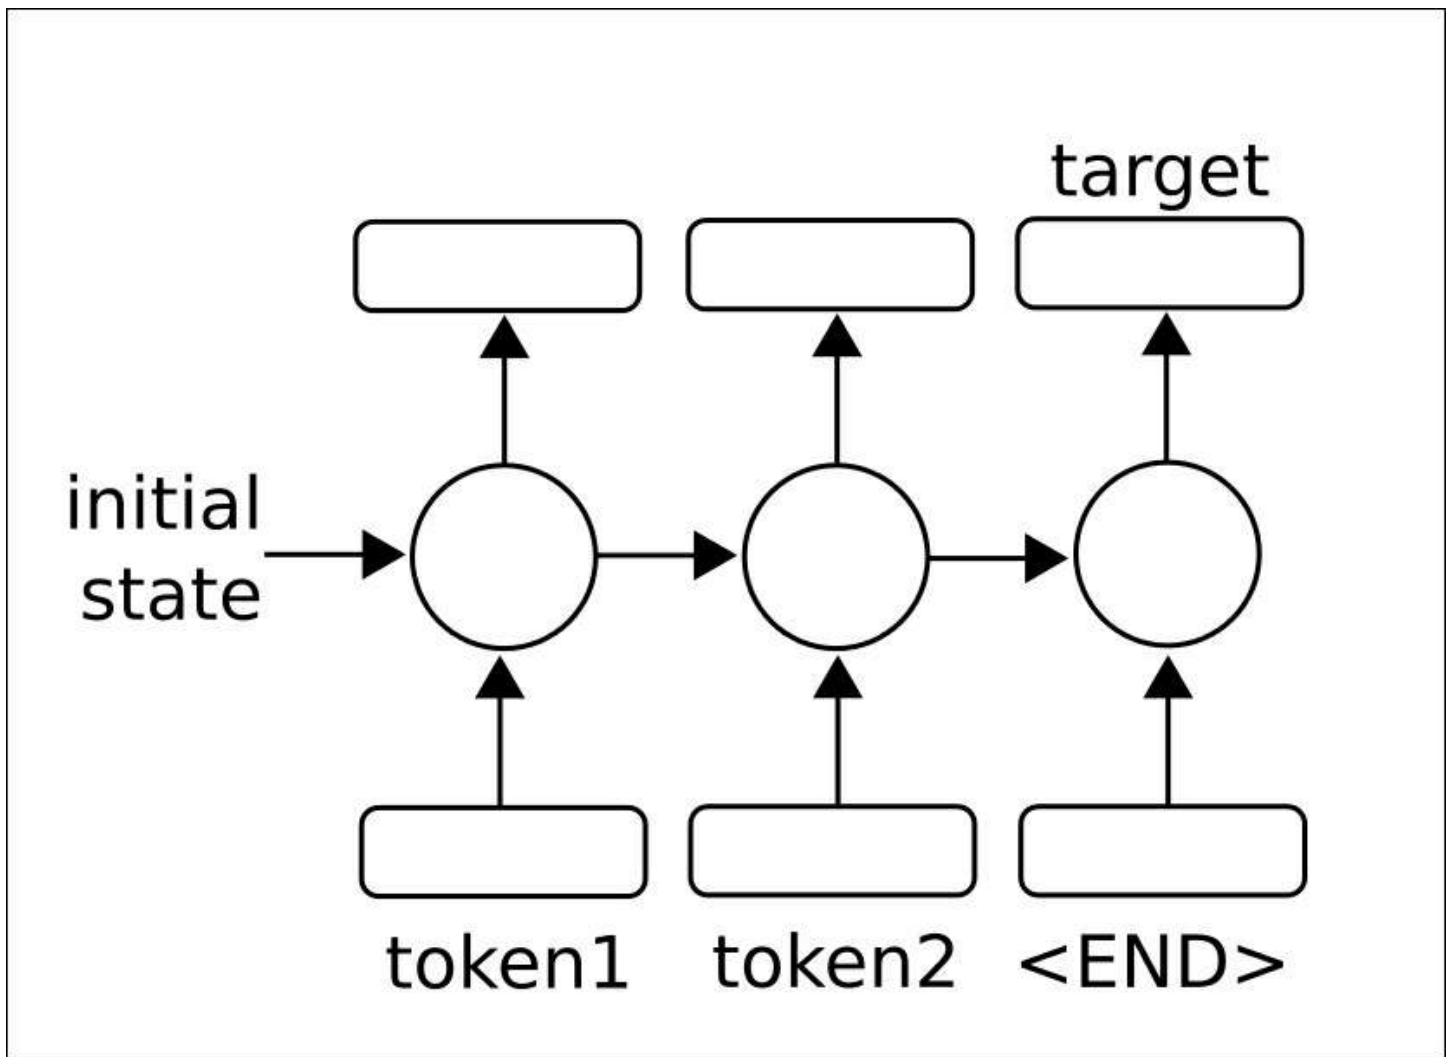 target
initial
state
token1
token2
<END>